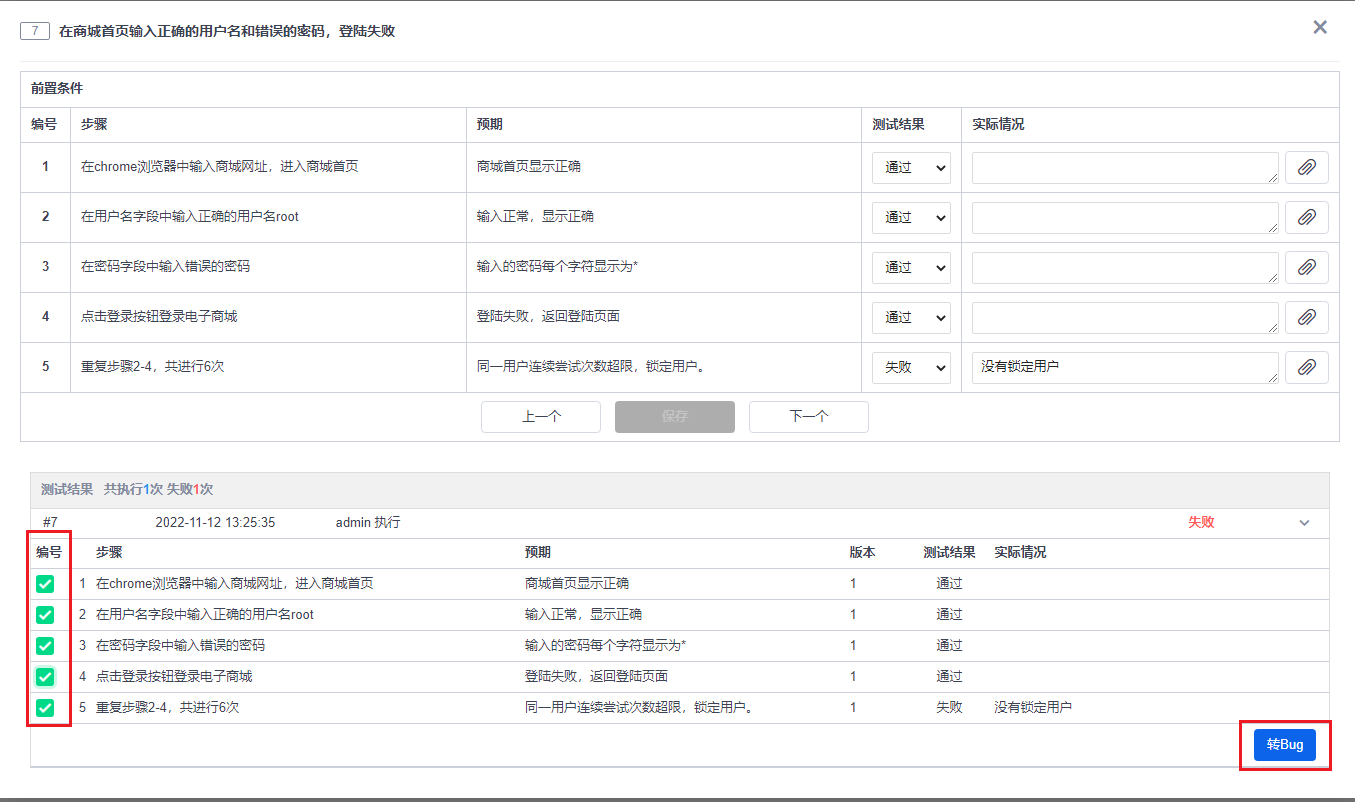 7 在商城首页输入正确的用户名和错误的密码，登陆失败
前置条件
编号 步骤 预期 测试结果 实际情况
1 在chrome浏览器中输入商城网址，进入商城首页 商城首页显示正确 通过
2 在用户名字段中输入正确的用户名root 输入正常，显示正确 通过
3 在密码字段中输入错误的密码 输入的密码每个字符显示为* 通过
4 点击登录按钮登录电子商城 登陆失败，返回登陆页面 通过
5 重复步骤2-4，共进行6次 同一用户连续尝试次数超限，锁定用户。 失败 没有锁定用户
上一个 保存 下一个
测试结果 共执行1次 失败1次
#7 2022-11-12 13:25:35 admin 执行 失败
编号 步骤 预期 版本 测试结果 实际情况
1 在chrome浏览器中输入商城网址，进入商城首页 商城首页显示正确 1 通过
2 在用户名字段中输入正确的用户名root 输入正常，显示正确 1 通过
3 在密码字段中输入错误的密码 输入的密码每个字符显示为* 1 通过
4 点击登录按钮登录电子商城 登陆失败，返回登陆页面 1 通过
5 重复步骤2-4，共进行6次 同一用户连续尝试次数超限，锁定用户。 1 失败 没有锁定用户
转Bug